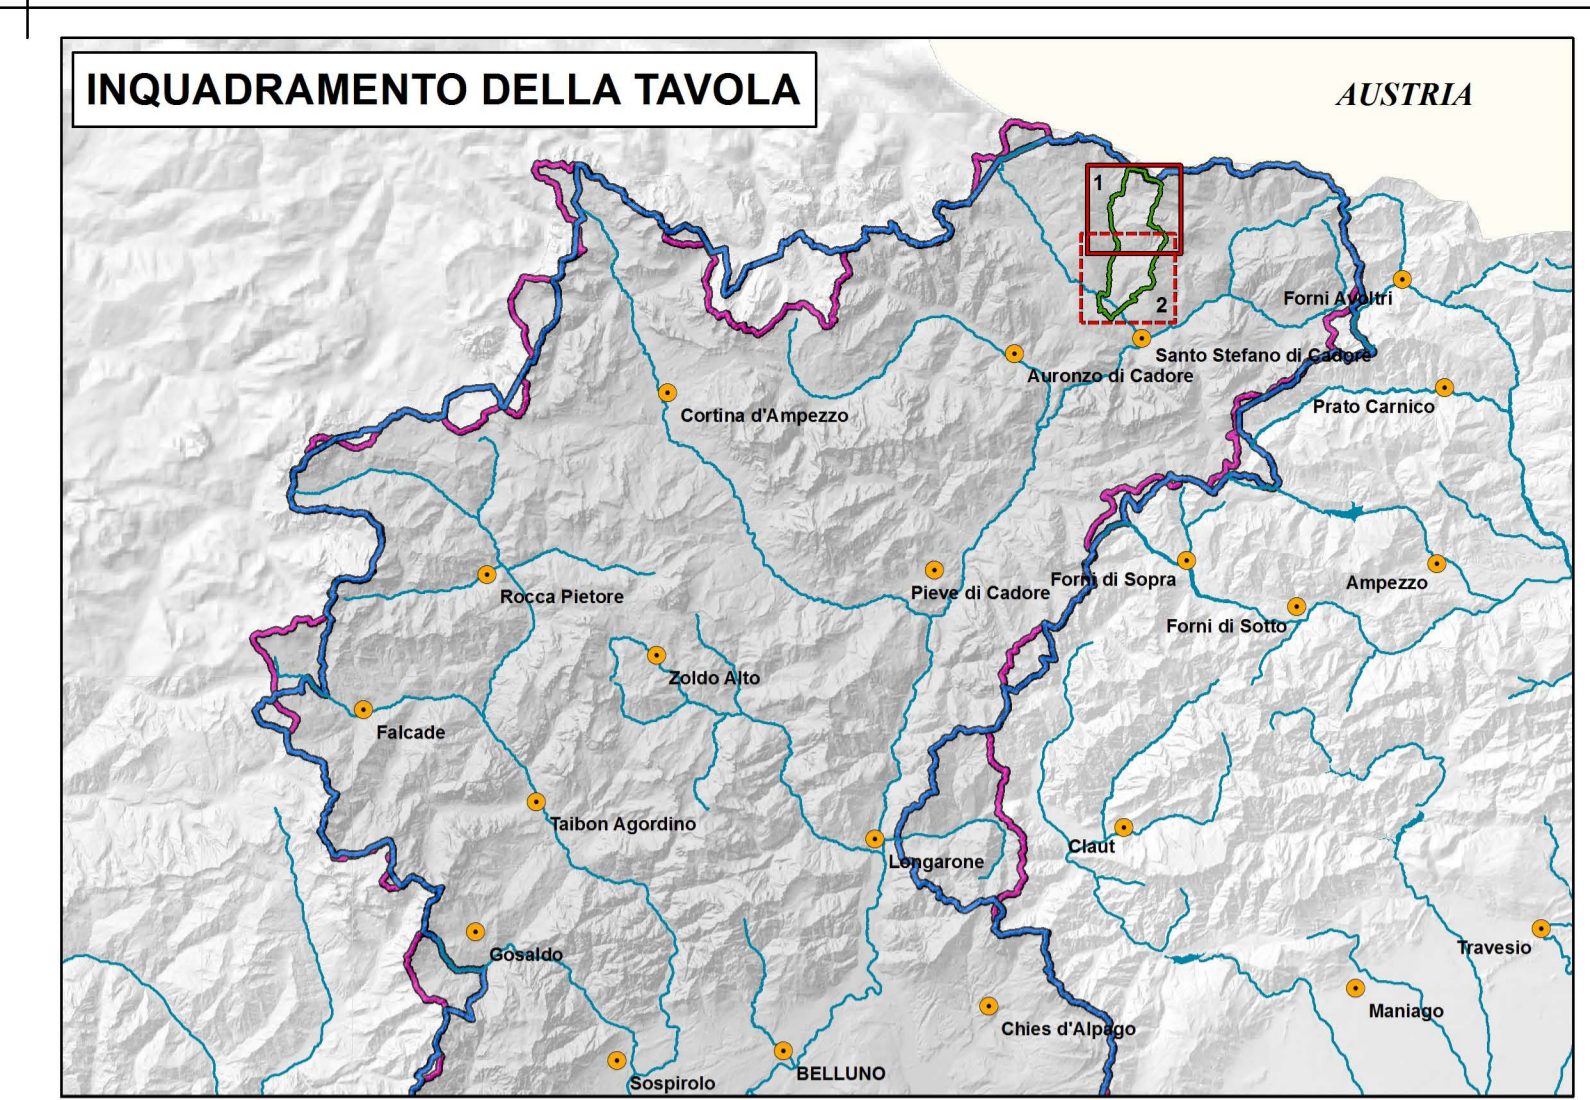 INQUADRAMENTO DELLA TAVOLA
AUSTRIA
1
2
Forni Avoltri
Santo Stefano di Cadore
Auronzo di Cadore
Prato Carnico
Cortina d'Ampezzo
Rocca Pietore
Pieve di Cadore
Forni di Sopra
Ampezzo
Forni di Sotto
Zoldo Alto
Falcade
Taibon Agordino
Longarone
Claut
Gosaldo
Travesio
Maniago
Chies d'Alpago
BELLUNO
Sospirolo